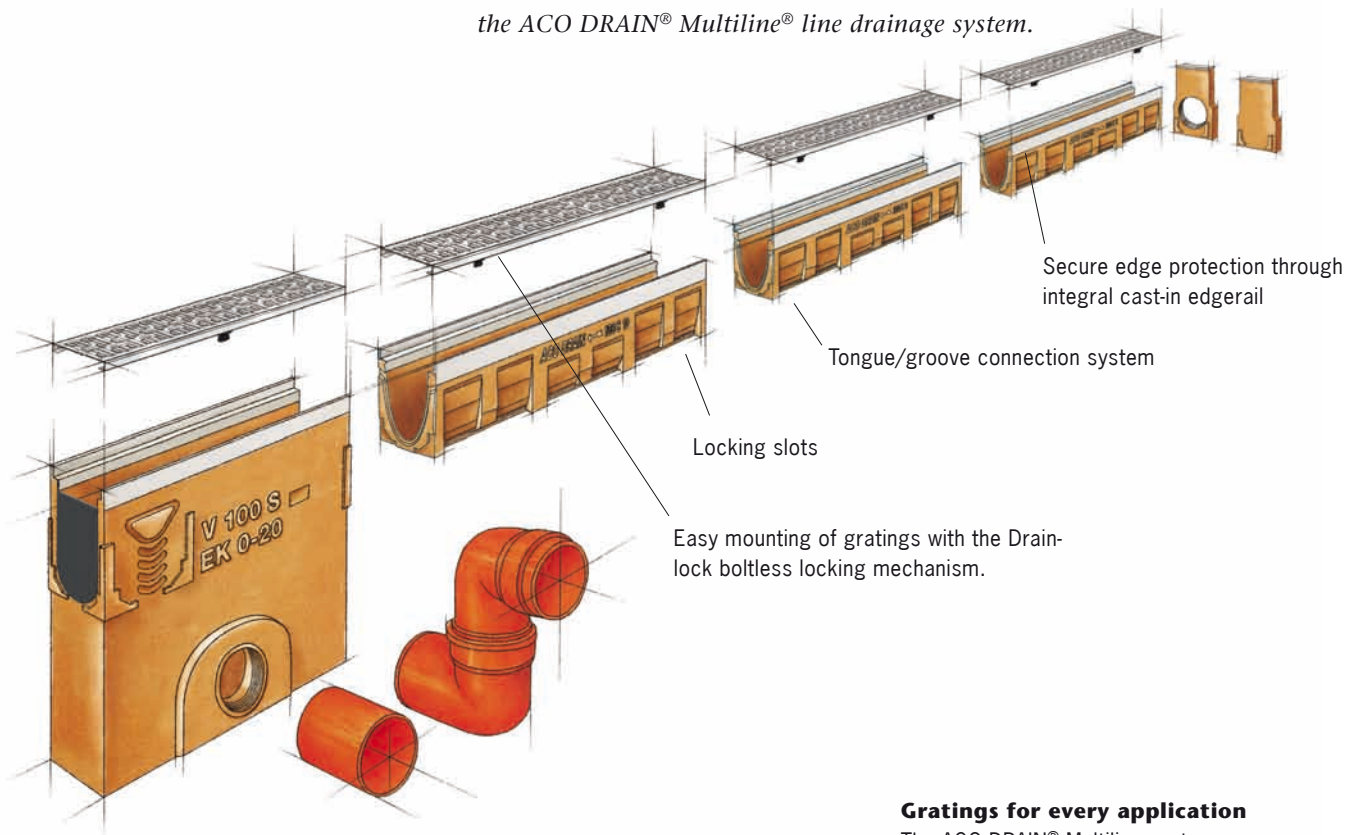 the ACO DRAIN® Multiline® line drainage system.
Secure edge protection through
integral cast-in edgerail
Tongue/groove connection system
Locking slots
Easy mounting of gratings with the Drain-
lock boltless locking mechanism.
V 100 S
EK 0-20
Gratings for every application